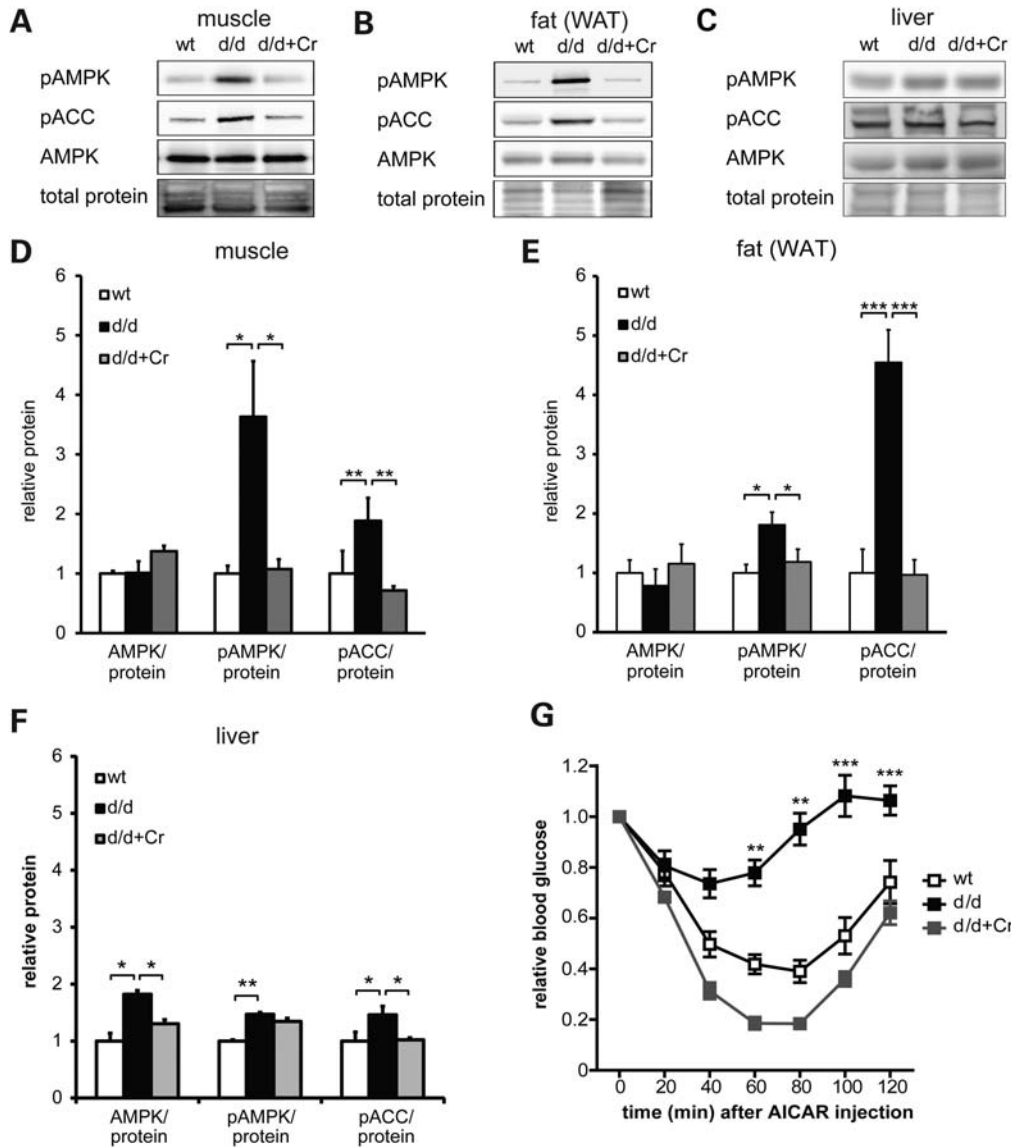 A
muscle
wt d/d d/d+Cr
pAMPK
pACC
AMPK
total protein
B
fat (WAT)
wt d/d d/d+Cr
pAMPK
pACC
AMPK
total protein
C
liver
wt d/d d/d+Cr
pAMPK
pACC
AMPK
total protein
D
muscle
relative protein
6
5
4
3
2
1
0
wt
d/d
d/d+Cr
* *
** **
AMPK/ pAMPK/ pACC/
protein protein protein
E
fat (WAT)
relative protein
6
5
4
3
2
1
0
wt
d/d
d/d+Cr
* *
*** ***
AMPK/ pAMPK/ pACC/
protein protein protein
F
liver
relative protein
6
5
4
3
2
1
0
wt
d/d
d/d+Cr
* *
**
* *
AMPK/ pAMPK/ pACC/
protein protein protein
G
relative blood glucose
1.2
1.0
0.8
0.6
0.4
0.2
** ** *** ***
wt
d/d
d/d+Cr
0 20 40 60 80 100 120
time (min) after AICAR injection